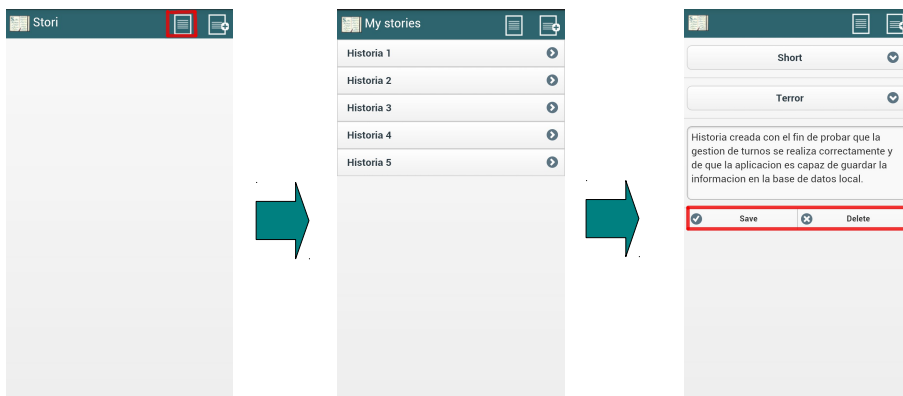 Stori
My stories
Historia 1
Historia 2
Historia 3
Historia 4
Historia 5
Short
Terror
Historia creada con el fin de probar que la
gestion de turnos se realiza correctamente y
de que la aplicacion es capaz de guardar la
informacion en la base de datos local.
Save
Delete